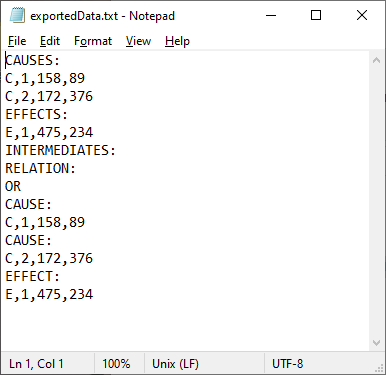 exportedData.txt - Notepad
File Edit Format View Help
CAUSES:
C,1,158,89
C,2,172,376
EFFECTS:
E,1,475,234
INTERMEDIATES:
RELATION:
OR
CAUSE:
C,1,158,89
CAUSE:
C,2,172,376
EFFECT:
E,1,475,234
Ln 1, Col 1 100% Unix (LF) UTF-8